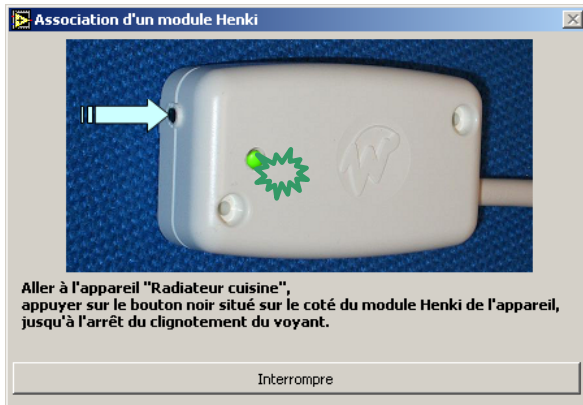 Association d'un module Henki
Aller à l'appareil "Radiateur cuisine",
appuyer sur le bouton noir situé sur le coté du module Henki de l'appareil,
jusqu'à l'arrêt du clignotement du voyant.
Interrompre